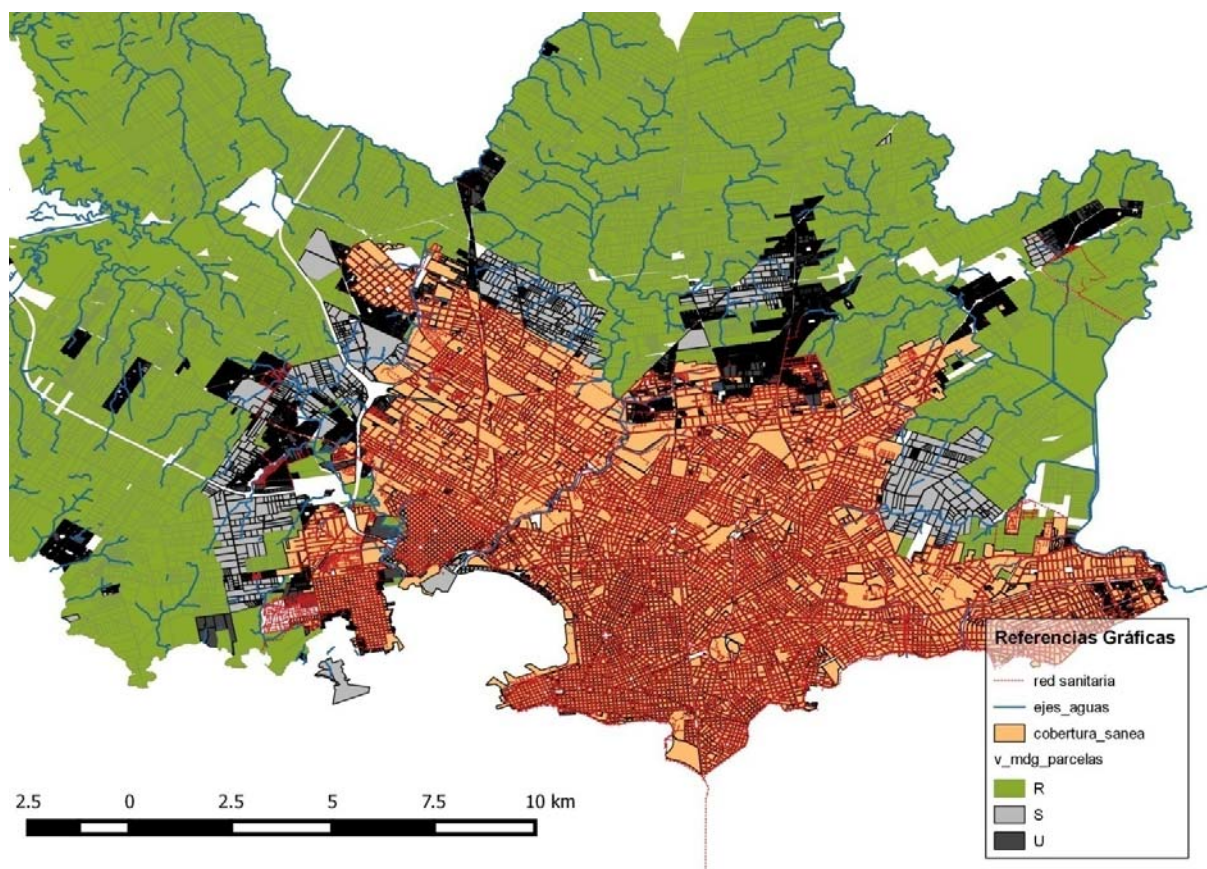 Referencias Gráficas
red sanitaria
ejes_aguas
cobertura_sanea
v_mdg_parcelas
R
S
U
2.5 0 2.5 5 7.5 10 km